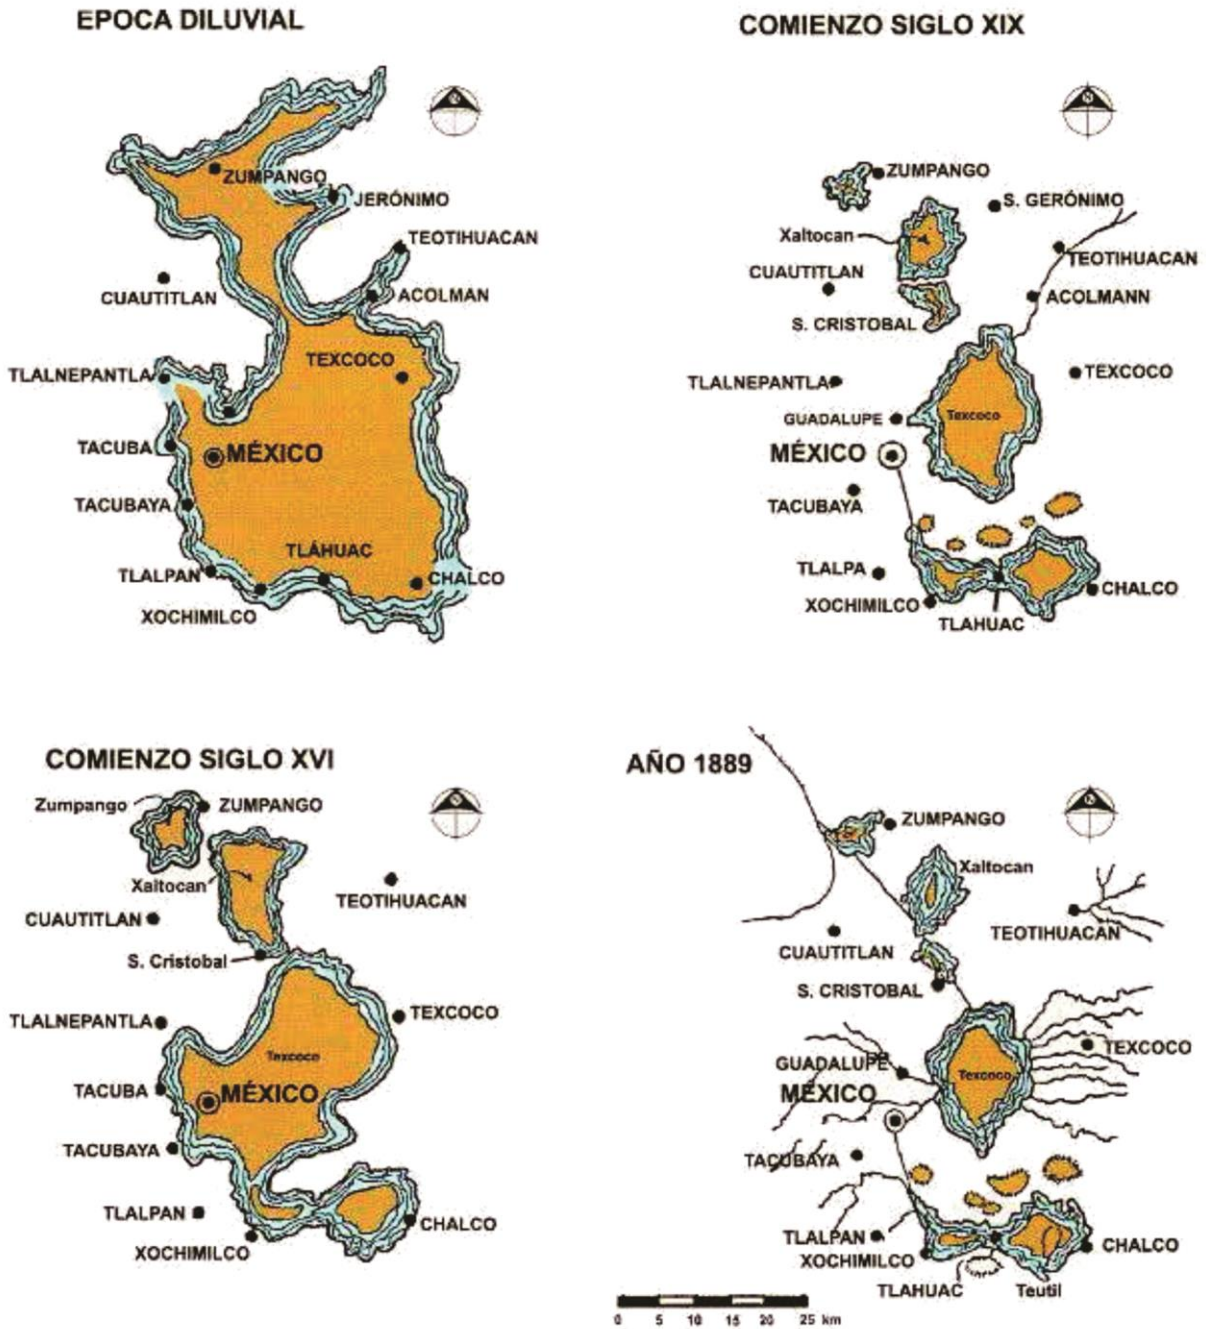 EPOCA DILUVIAL
N
ZUMPANGO
JERÓNIMO
TEOTIHUACAN
CUAUTITLAN
ACOLMAN
TEXCOCO
TLALNEPANTLA
TACUBA
MÉXICO
TACUBAYA
TLÁHUAC
TLALPAN
CHALCO
XOCHIMILCO
COMIENZO SIGLO XIX
N
ZUMPANGO
S. GERÓNIMO
Xaltocan
TEOTIHUACAN
CUAUTITLAN
ACOLMANN
S. CRISTOBAL
TLALNEPANTLA
TEXCOCO
GUADALUPE
Texcoco
MÉXICO
TACUBAYA
TLALPA
CHALCO
XOCHIMILCO
TLAHUAC
COMIENZO SIGLO XVI
N
Zumpango
ZUMPANGO
Xaltocan
TEOTIHUACAN
CUAUTITLAN
S. Cristobal
TLALNEPANTLA
TEXCOCO
Texcoco
TACUBA
MÉXICO
TACUBAYA
TLALPAN
CHALCO
XOCHIMILCO
AÑO 1889
N
ZUMPANGO
Xaltocan
TEOTIHUACAN
CUAUTITLAN
S. CRISTOBAL
TEXCOCO
GUADALUPE
Texcoco
MÉXICO
TACUBAYA
TLALPAN
CHALCO
XOCHIMILCO
TLAHUAC
Teutil
0 5 10 15 20 25 km